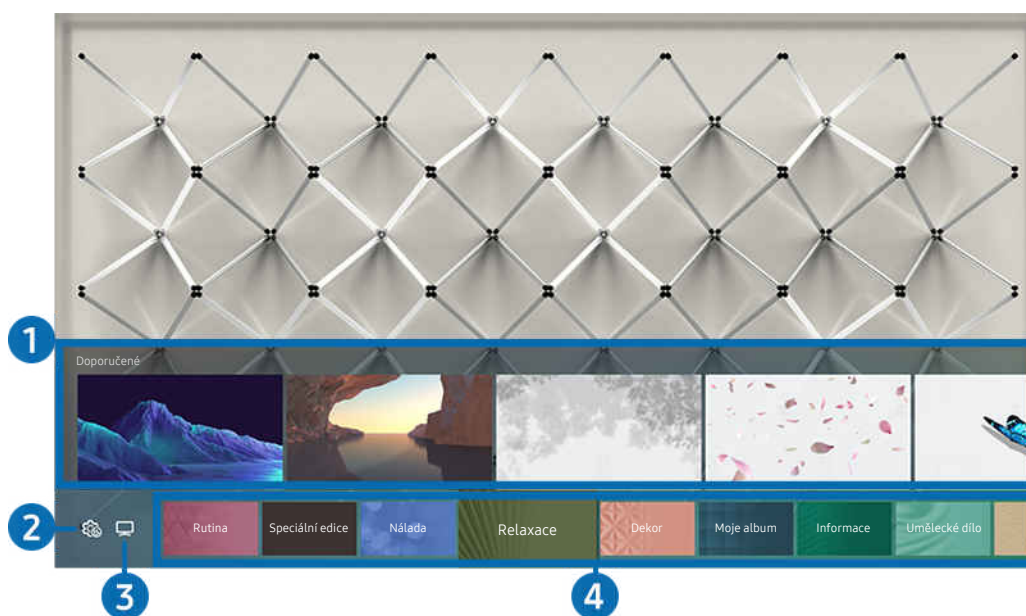 1
Doporučené
2
Rutina
Speciální edice
Nálada
Relaxace
Dekor
Moje album
Informace
Umělecké dílo
3
4